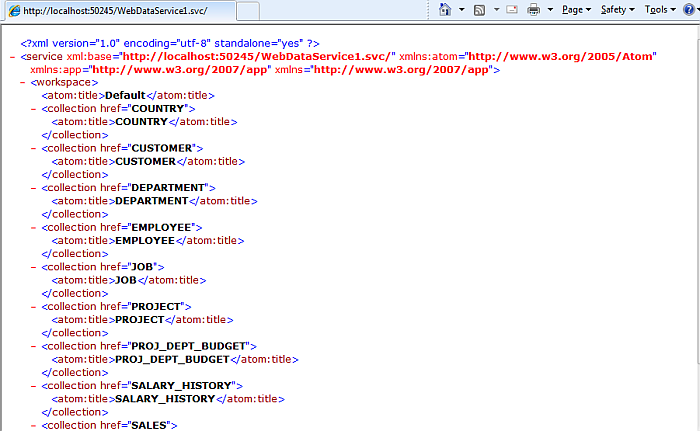 http://localhost:50245/WebDataService1.svc/
Page Safety Tools
<?xml version="1.0" encoding="utf-8" standalone="yes" ?>
- <service xml:base="http://localhost:50245/WebDataService1.svc/" xmlns:atom="http://www.w3.org/2005/Atom"
xmlns:app="http://www.w3.org/2007/app" xmlns="http://www.w3.org/2007/app">
- <workspace>
<atom:title>Default</atom:title>
- <collection href="COUNTRY">
<atom:title>COUNTRY</atom:title>
</collection>
- <collection href="CUSTOMER">
<atom:title>CUSTOMER</atom:title>
</collection>
- <collection href="DEPARTMENT">
<atom:title>DEPARTMENT</atom:title>
</collection>
- <collection href="EMPLOYEE">
<atom:title>EMPLOYEE</atom:title>
</collection>
- <collection href="JOB">
<atom:title>JOB</atom:title>
</collection>
- <collection href="PROJECT">
<atom:title>PROJECT</atom:title>
</collection>
- <collection href="PROJ_DEPT_BUDGET">
<atom:title>PROJ_DEPT_BUDGET</atom:title>
</collection>
- <collection href="SALARY_HISTORY">
<atom:title>SALARY_HISTORY</atom:title>
</collection>
- <collection href="SALES">